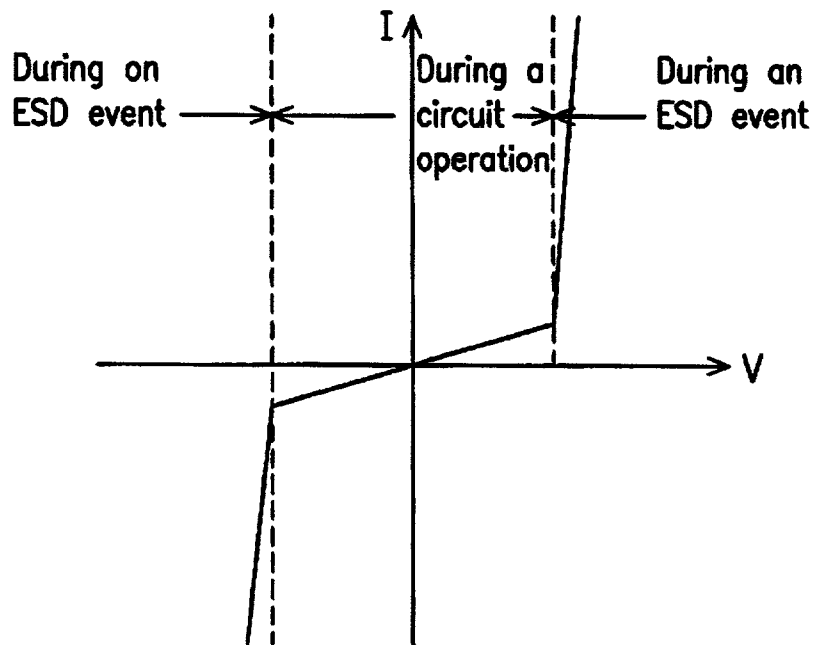 During on
ESD event
I
During a
circuit
operation
During an
ESD event
V